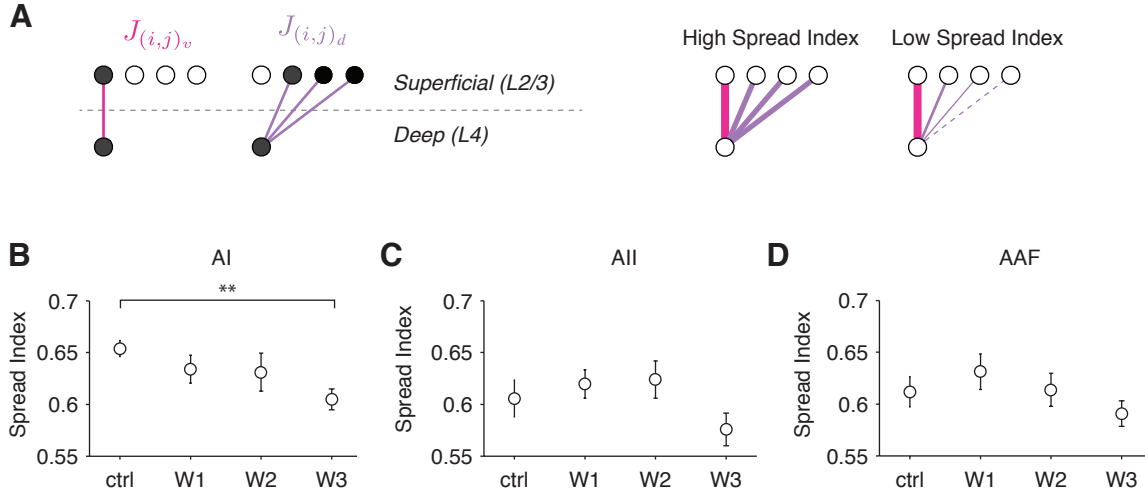 A
J(i,j)v
J(i,j)d
High Spread Index
Low Spread Index
Superficial (L2/3)
Deep (L4)
B
AI
**
Spread Index
0.7
0.65
0.6
0.55
ctrl W1 W2 W3
C
AII
Spread Index
0.7
0.65
0.6
0.55
ctrl W1 W2 W3
D
AAF
Spread Index
0.7
0.65
0.6
0.55
ctrl W1 W2 W3